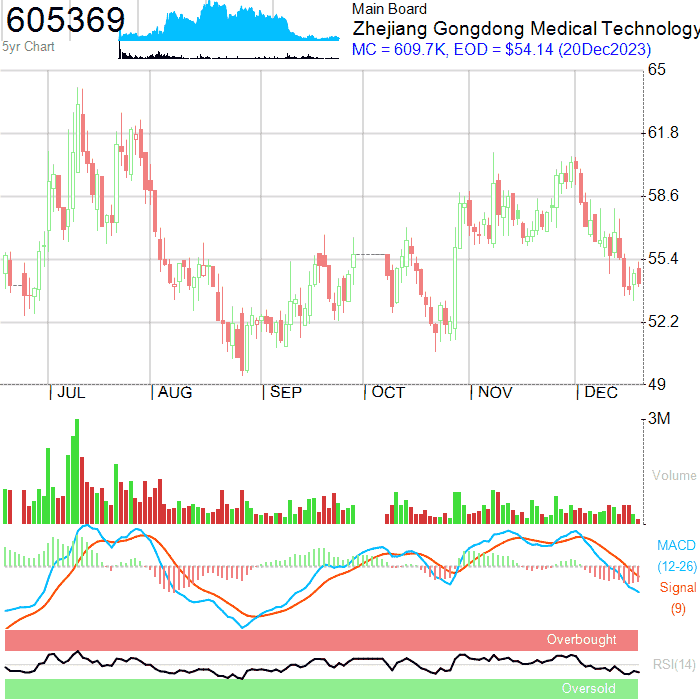 605369
5yr Chart
Main Board
Zhejiang Gongdong Medical Technology
MC = 609.7K, EOD = $54.14 (20Dec2023)
65
61.8
58.6
55.4
52.2
49
JUL AUG SEP OCT NOV DEC
3M
Volume
MACD
(12-26)
Signal
(9)
Overbought
RSI(14)
Oversold